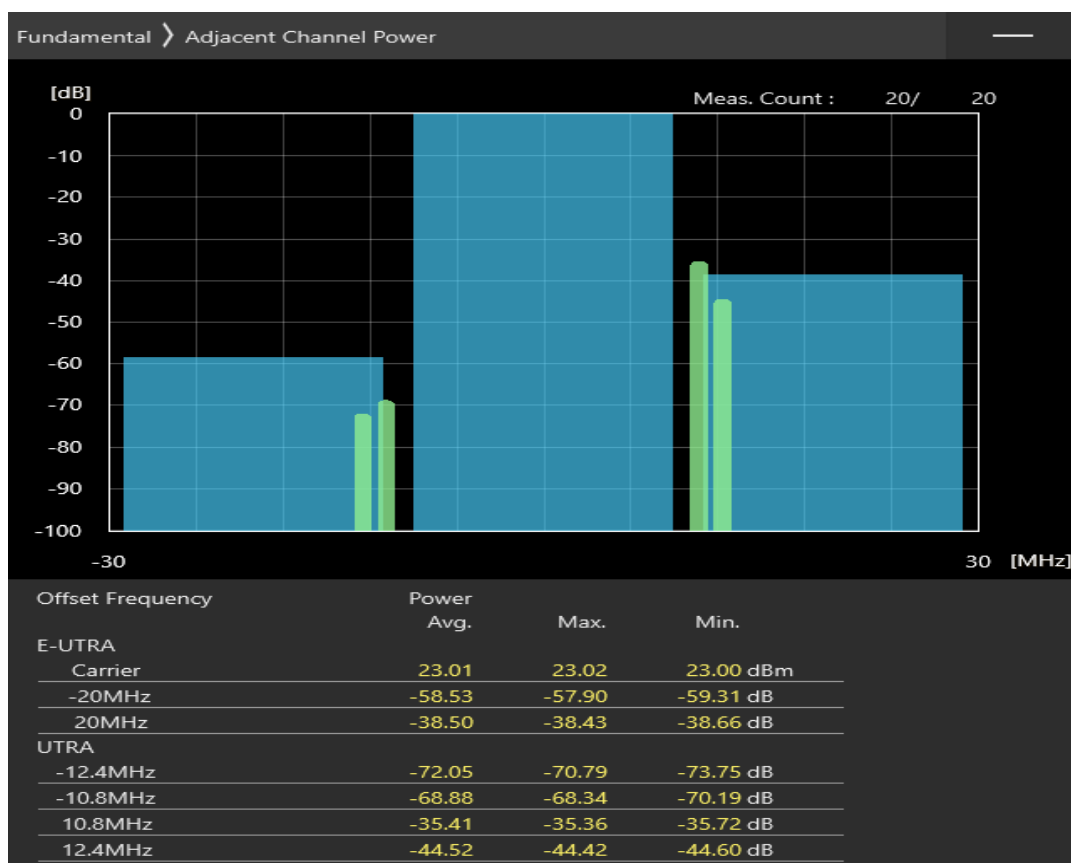 Fundamental ❯ Adjacent Channel Power
[dB]
Meas. Count : 20/ 20
0
-10
-20
-30
-40
-50
-60
-70
-80
-90
-100
-30 30 [MHz]
Offset Frequency Power
Avg. Max. Min.
E-UTRA
Carrier 23.01 23.02 23.00 dBm
-20MHz -58.53 -57.90 -59.31 dB
20MHz -38.50 -38.43 -38.66 dB
UTRA
-12.4MHz -72.05 -70.79 -73.75 dB
-10.8MHz -68.88 -68.34 -70.19 dB
10.8MHz -35.41 -35.36 -35.72 dB
12.4MHz -44.52 -44.42 -44.60 dB